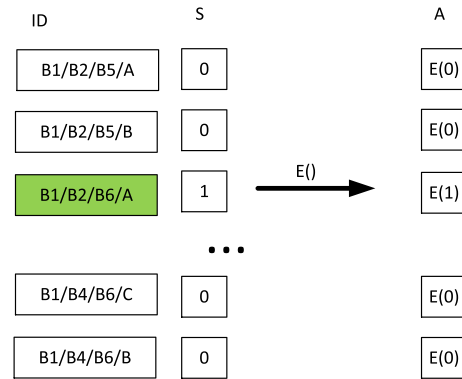 ID S A
B1/B2/B5/A 0 E(0)
B1/B2/B5/B 0 E(0)
E()
B1/B2/B6/A 1 E(1)
...
B1/B4/B6/C 0 E(0)
B1/B4/B6/B 0 E(0)